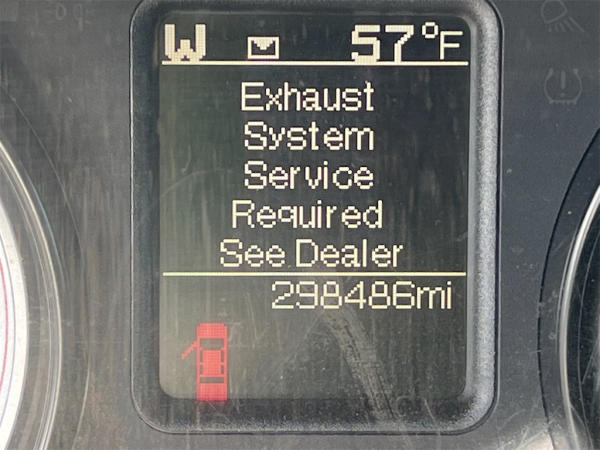 W 57°F
Exhaust
System
Service
Required
See Dealer
298486mi